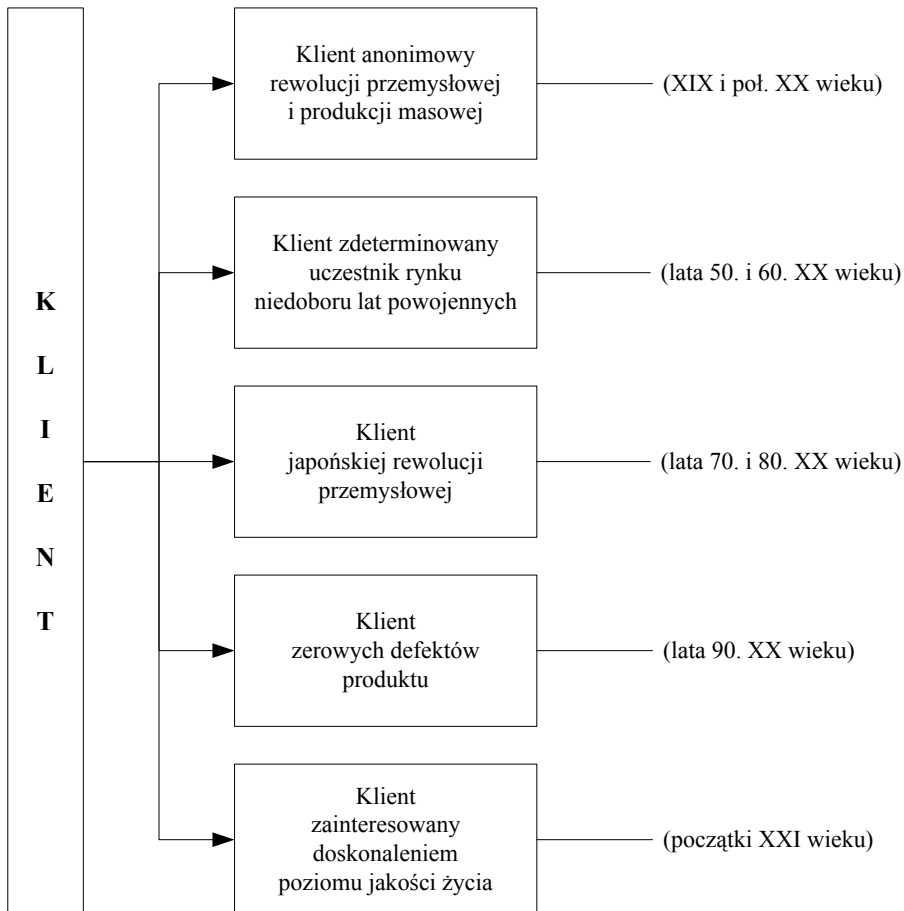 K
L
I
E
N
T
Klient anonimowy
rewolucji przemysłowej
i produkcji masowej
(XIX i poł. XX wieku)
Klient zdeterminowany
uczestnik rynku
niedoboru lat powojennych
(lata 50. i 60. XX wieku)
Klient
japońskiej rewolucji
przemysłowej
(lata 70. i 80. XX wieku)
Klient
zerowych defektów
produktu
(lata 90. XX wieku)
Klient
zainteresowany
doskonaleniem
poziomu jakości życia
(początki XXI wieku)